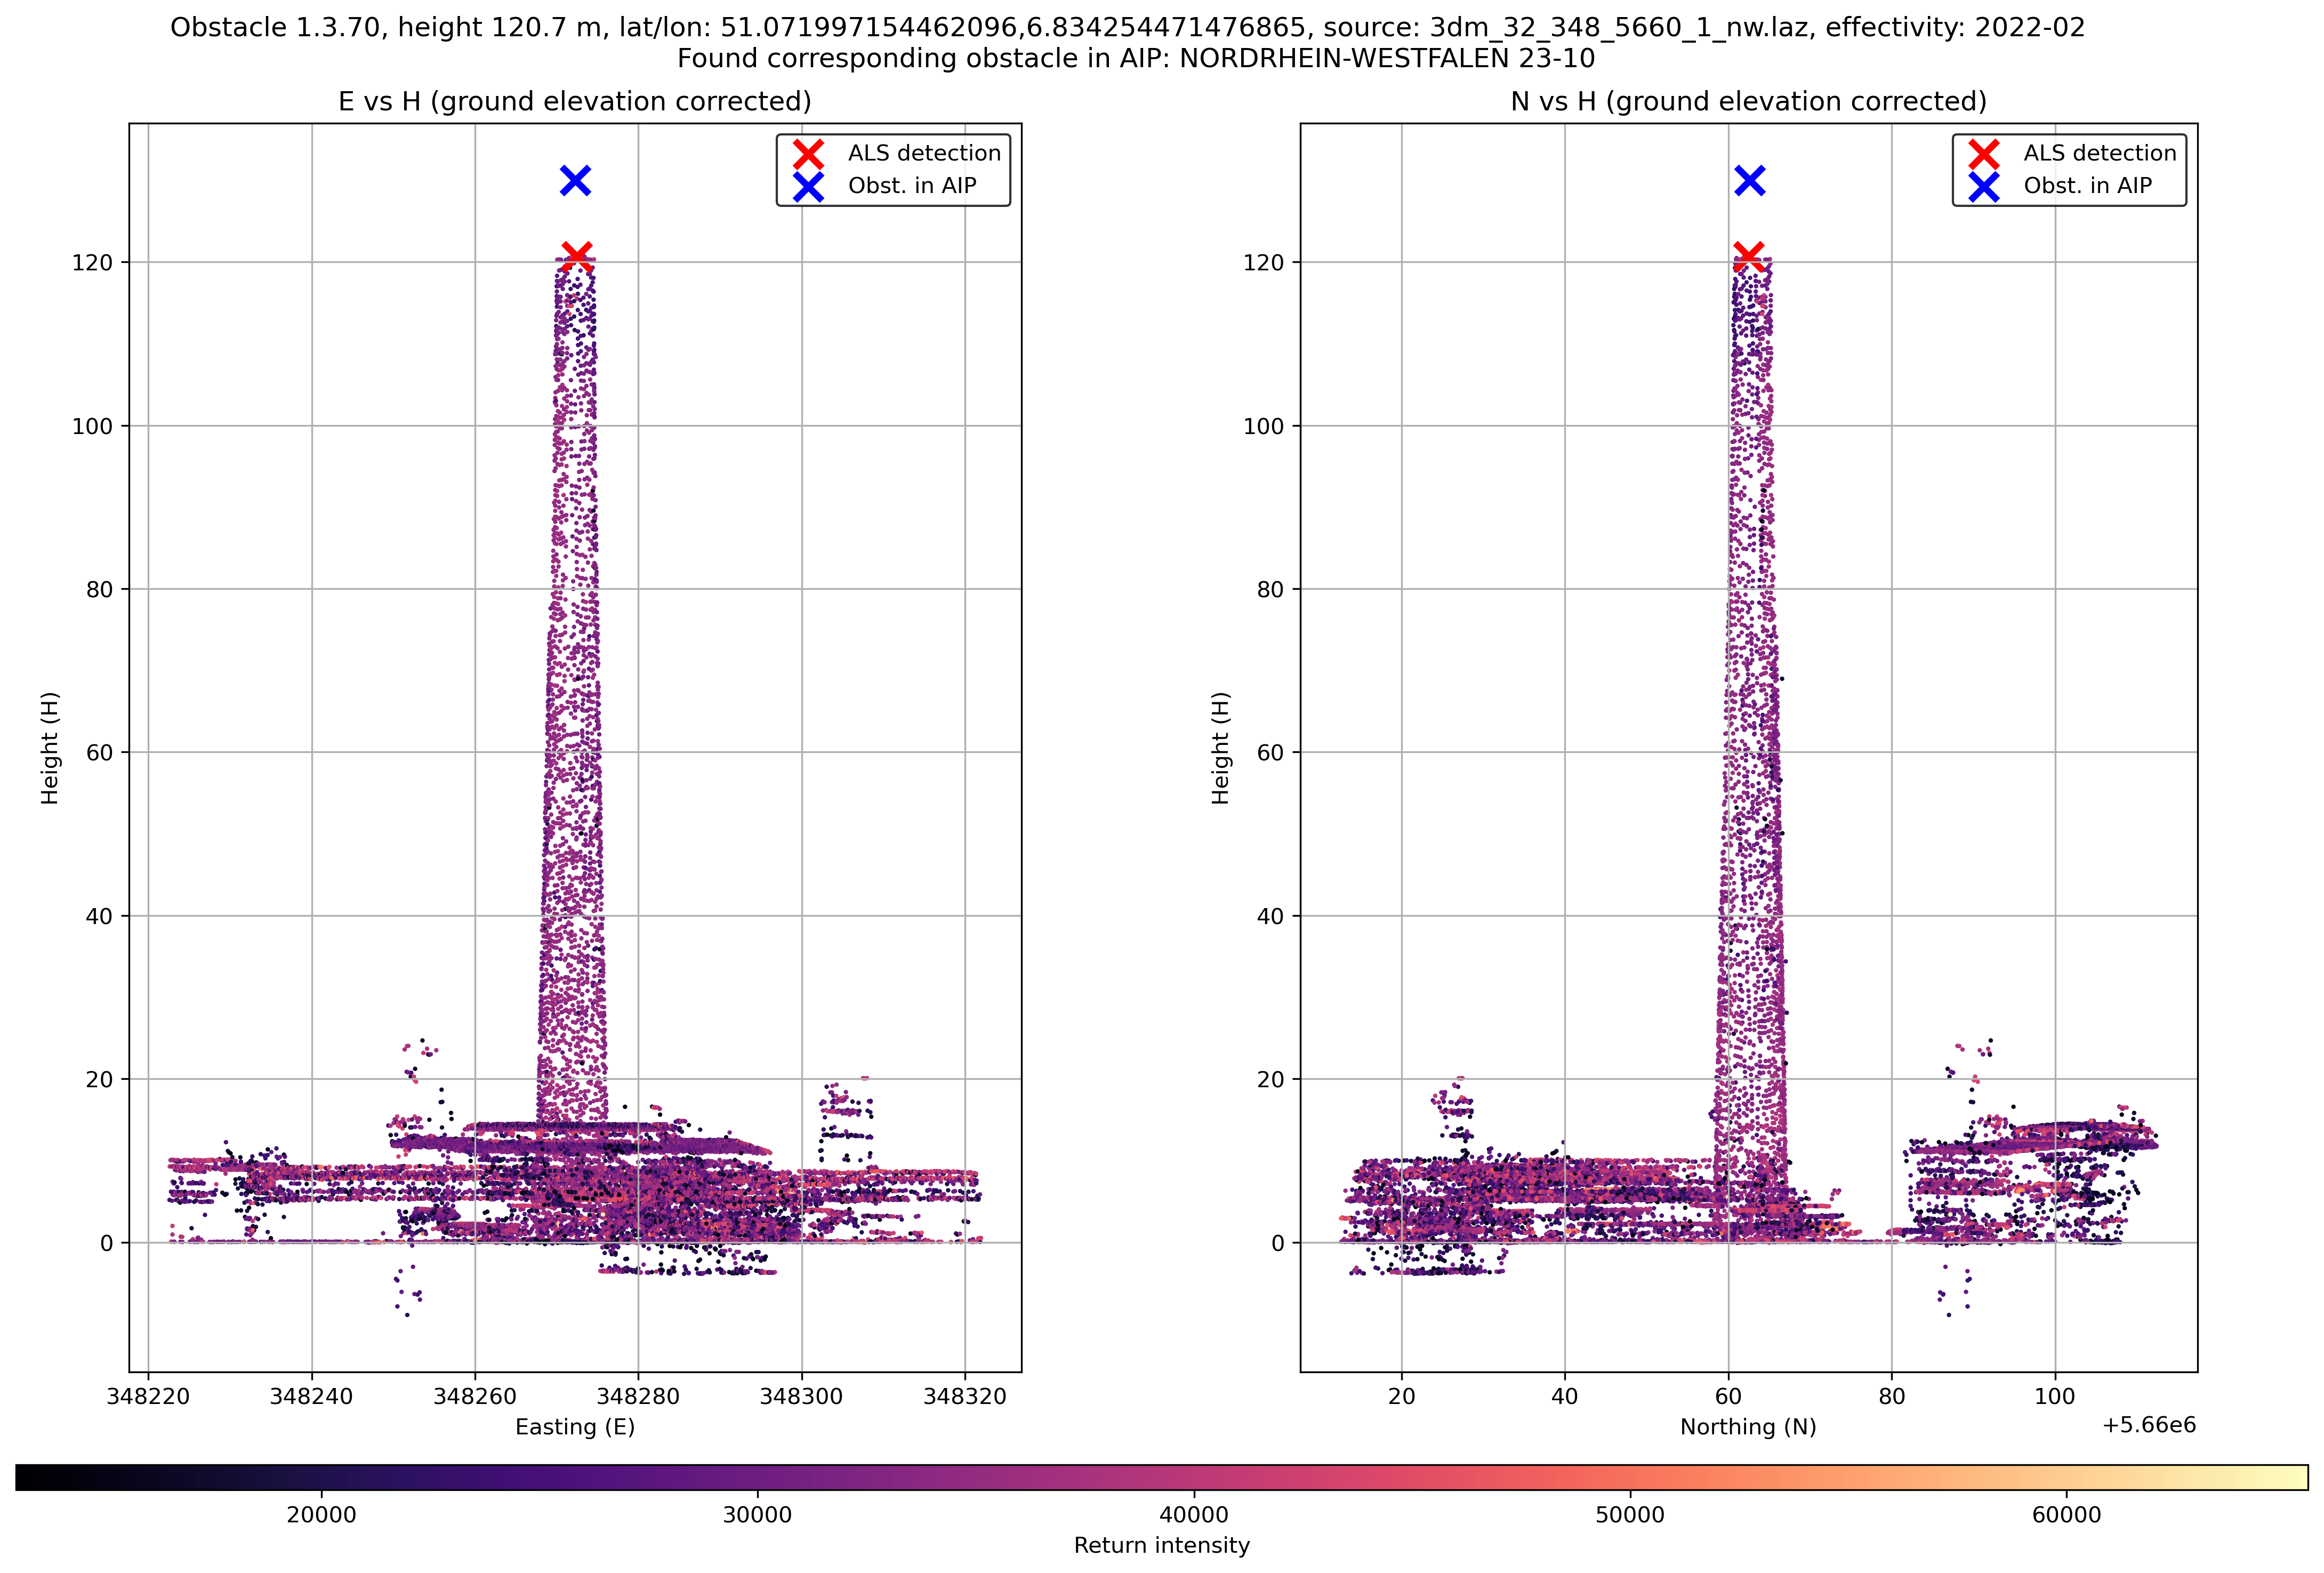 Obstacle 1.3.70, height 120.7 m, lat/lon: 51.071997154462096,6.834254471476865, source: 3dm_32_348_5660_1_nw.laz, effectivity: 2022-02
Found corresponding obstacle in AIP: NORDRHEIN-WESTFALEN 23-10
E vs H (ground elevation corrected)
ALS detection
Obst. in AIP
120
100
80
60
40
20
0
Height (H)
348220 348240 348260 348280 348300 348320
Easting (E)
N vs H (ground elevation corrected)
ALS detection
Obst. in AIP
120
100
80
60
40
20
0
Height (H)
20 40 60 80 100
Northing (N)
+5.66e6
20000 30000 40000 50000 60000
Return intensity